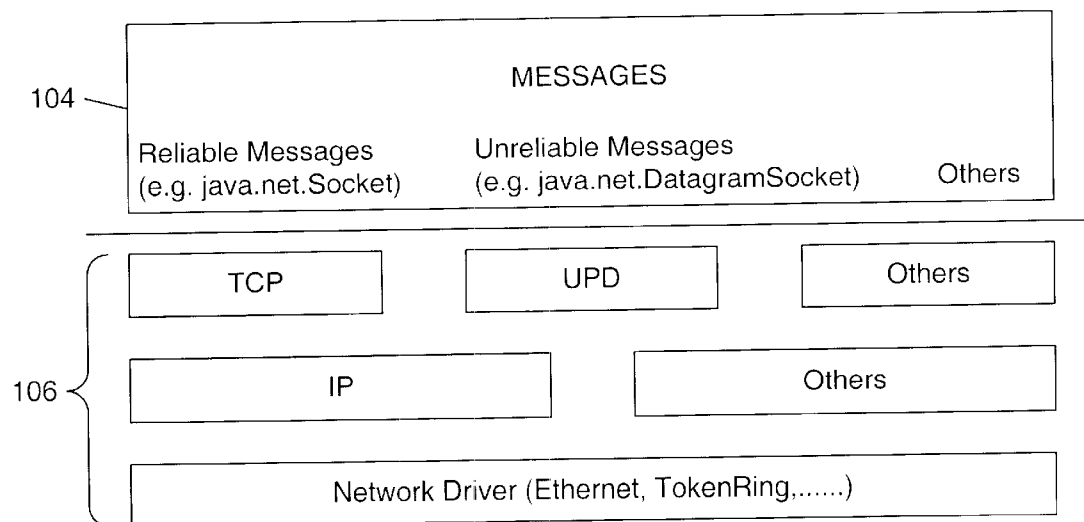 MESSAGES
104
Reliable Messages
(e.g. java.net.Socket)
Unreliable Messages
(e.g. java.net.DatagramSocket)
Others
TCP
UPD
Others
106
IP
Others
Network Driver (Ethernet, TokenRing,......)